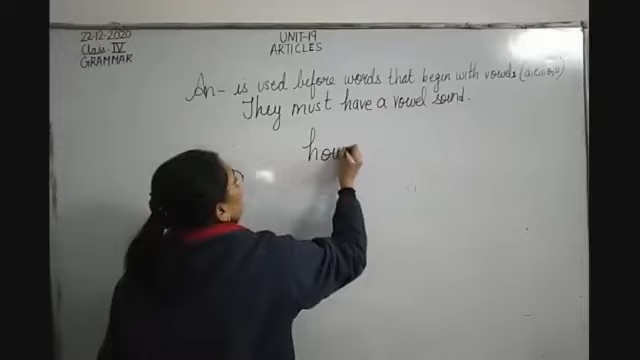 22-12-2020
Class-IV
GRAMMAR
UNIT-19
ARTICLES
An- is used before words that begin with vowels (a,e,i,o,u)
They must have a vowel sound.
hou